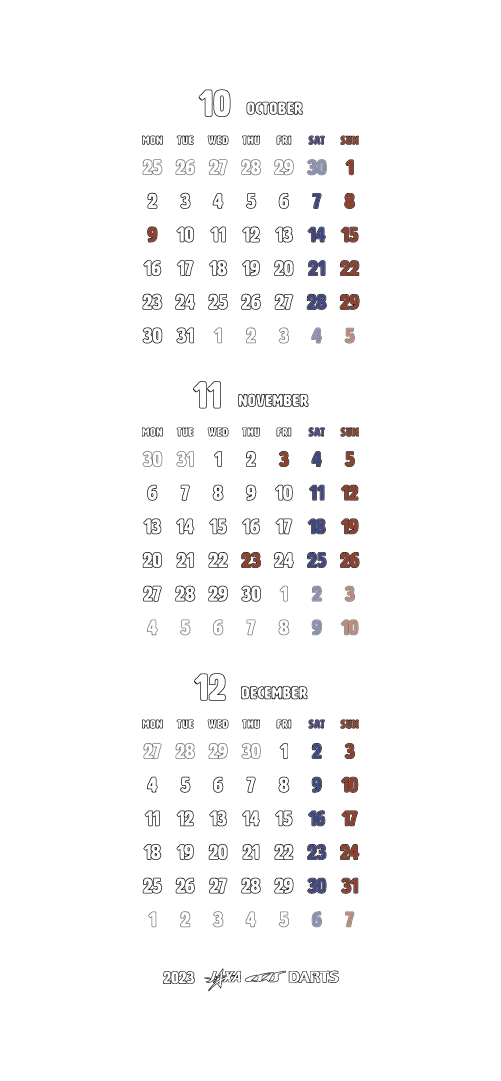 10 OCTOBER
MON TUE WED THU FRI SAT SUN
25 26 27 28 29 30 1
2 3 4 5 6 7 8
9 10 11 12 13 14 15
16 17 18 19 20 21 22
23 24 25 26 27 28 29
30 31 1 2 3 4 5
11 NOVEMBER
MON TUE WED THU FRI SAT SUN
30 31 1 2 3 4 5
6 7 8 9 10 11 12
13 14 15 16 17 18 19
20 21 22 23 24 25 26
27 28 29 30 1 2 3
4 5 6 7 8 9 10
12 DECEMBER
MON TUE WED THU FRI SAT SUN
27 28 29 30 1 2 3
4 5 6 7 8 9 10
11 12 13 14 15 16 17
18 19 20 21 22 23 24
25 26 27 28 29 30 31
1 2 3 4 5 6 7
2023 JAXA DARTS